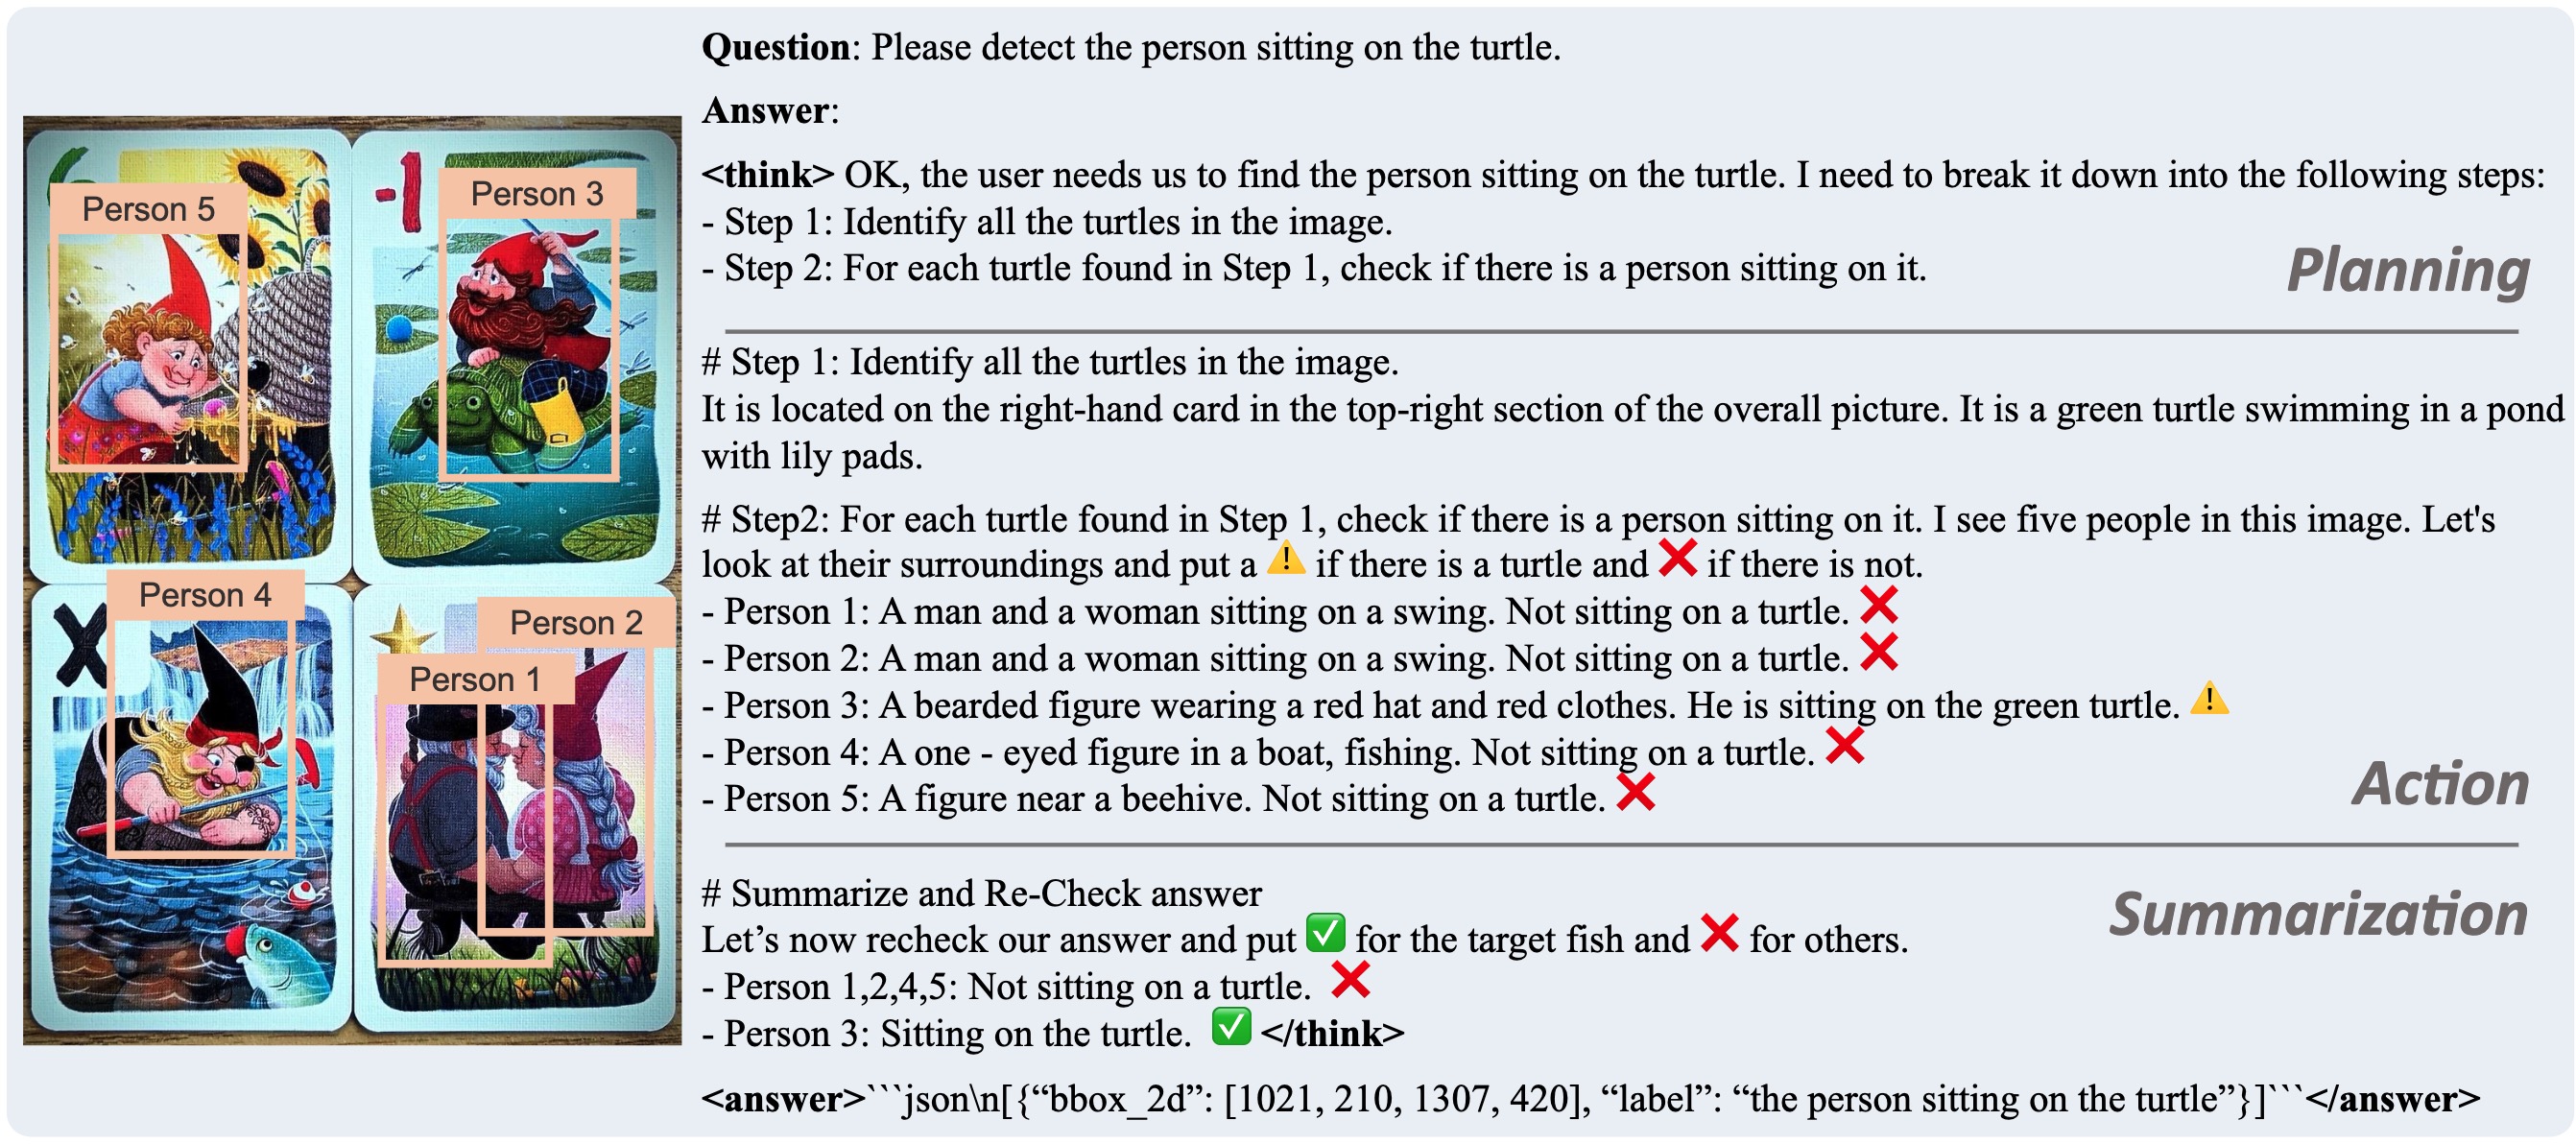 Question: Please detect the person sitting on the turtle.
Answer:
<think> OK, the user needs us to find the person sitting on the turtle. I need to break it down into the following steps:
- Step 1: Identify all the turtles in the image.
- Step 2: For each turtle found in Step 1, check if there is a person sitting on it.
Planning
# Step 1: Identify all the turtles in the image.
It is located on the right-hand card in the top-right section of the overall picture. It is a green turtle swimming in a pond
with lily pads.
# Step2: For each turtle found in Step 1, check if there is a person sitting on it. I see five people in this image. Let's
look at their surroundings and put a ⚠️ if there is a turtle and ❌ if there is not.
- Person 1: A man and a woman sitting on a swing. Not sitting on a turtle. ❌
- Person 2: A man and a woman sitting on a swing. Not sitting on a turtle. ❌
- Person 3: A bearded figure wearing a red hat and red clothes. He is sitting on the green turtle. ⚠️
- Person 4: A one - eyed figure in a boat, fishing. Not sitting on a turtle. ❌
- Person 5: A figure near a beehive. Not sitting on a turtle. ❌
Action
# Summarize and Re-Check answer
Let’s now recheck our answer and put ✅ for the target fish and ❌ for others.
- Person 1,2,4,5: Not sitting on a turtle. ❌
- Person 3: Sitting on the turtle. ✅ </think>
Summarization
<answer>```json\n[{“bbox_2d”: [1021, 210, 1307, 420], “label”: “the person sitting on the turtle”}]```</answer>
Person 5
Person 3
-1
Person 4
X
Person 2
Person 1